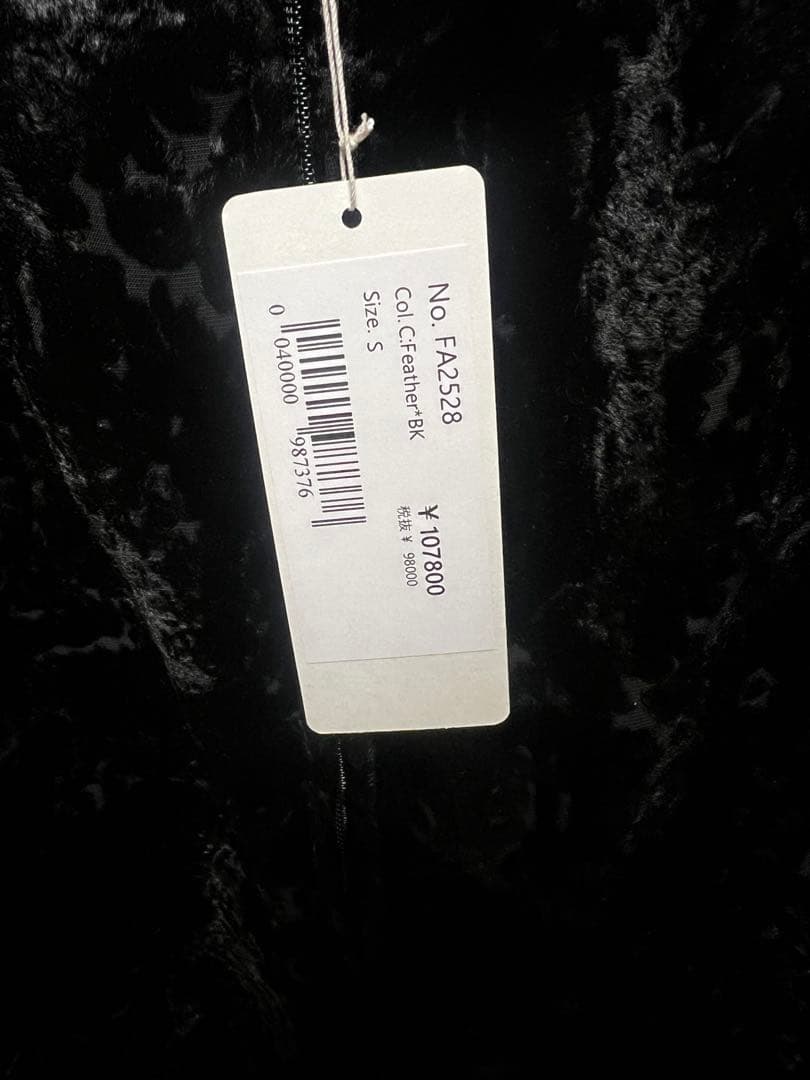 No. FA2528 ￥107800
Col. C:Feather*BK 税抜￥ 98000
Size. S
0 040000 987376